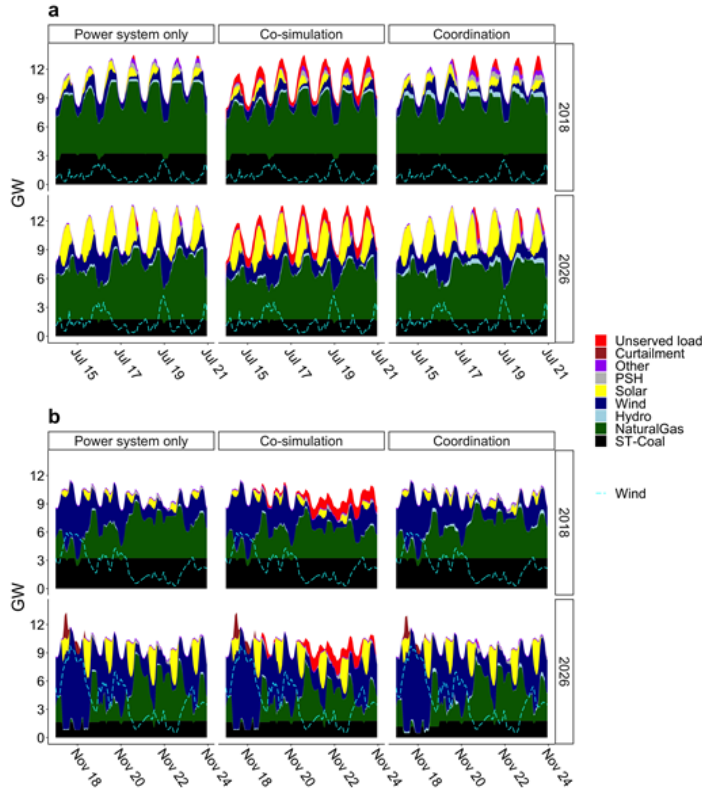 a
Power system only
Co-simulation
Coordination
12
9
6
3
0
2018
GW
12
9
6
3
0
2026
Jul 15
Jul 17
Jul 19
Jul 21
Jul 15
Jul 17
Jul 19
Jul 21
Jul 15
Jul 17
Jul 19
Jul 21
Unserved load
Curtailment
Other
PSH
Solar
Wind
Hydro
NaturalGas
ST-Coal
Wind
b
Power system only
Co-simulation
Coordination
12
9
6
3
0
2018
GW
12
9
6
3
0
2026
Nov 18
Nov 20
Nov 22
Nov 24
Nov 18
Nov 20
Nov 22
Nov 24
Nov 18
Nov 20
Nov 22
Nov 24